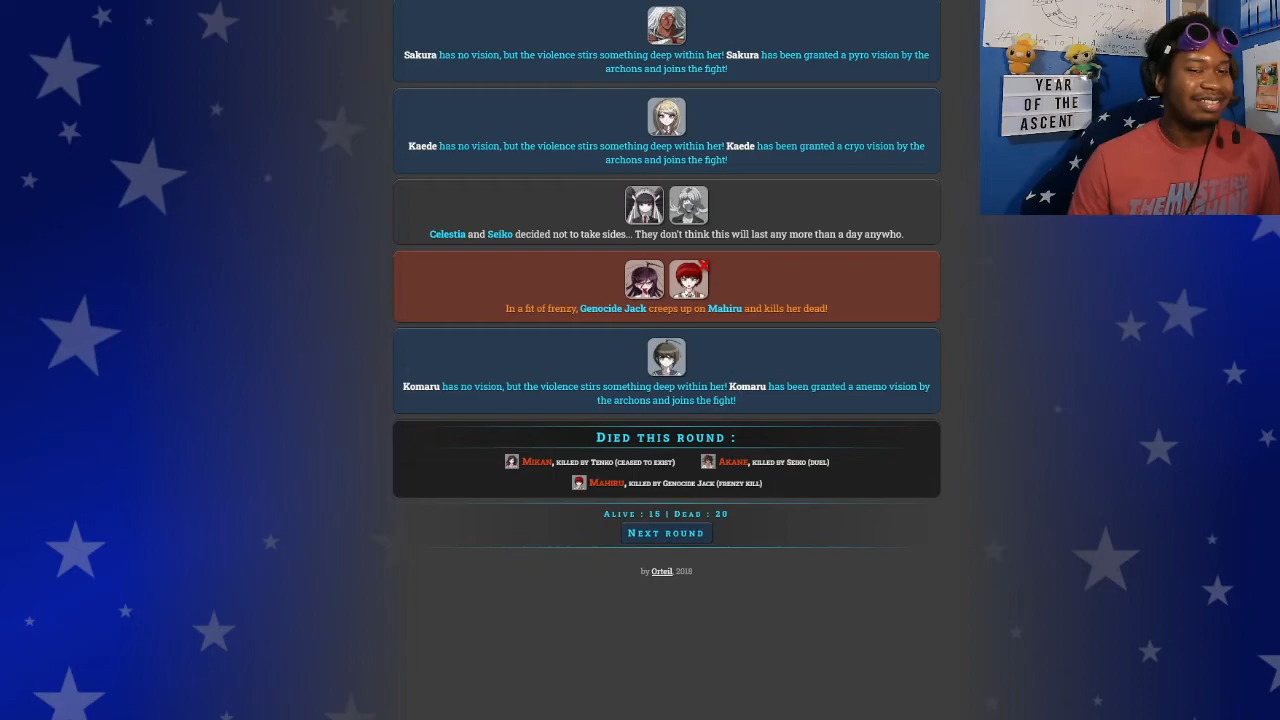 Sakura has no vision, but the violence stirs something deep within her! Sakura has been granted a pyro vision by the
archons and joins the fight!
Kaede has no vision, but the violence stirs something deep within her! Kaede has been granted a cryo vision by the
archons and joins the fight!
Celestia and Seiko decided not to take sides... They don't think this will last any more than a day anywho.
In a fit of frenzy, Genocide Jack creeps up on Mahiru and kills her dead!
Komaru has no vision, but the violence stirs something deep within her! Komaru has been granted a anemo vision by
the archons and joins the fight!
Died this round :
Mikan, killed by Tenko (ceased to exist) Akane, killed by Seiko (duel)
Mahiru, killed by Genocide Jack (frenzy kill)
Alive : 15 | Dead : 20
Next round
by Orteil, 2018
YEAR
OF THE
ASCENT
THE MYSTERY